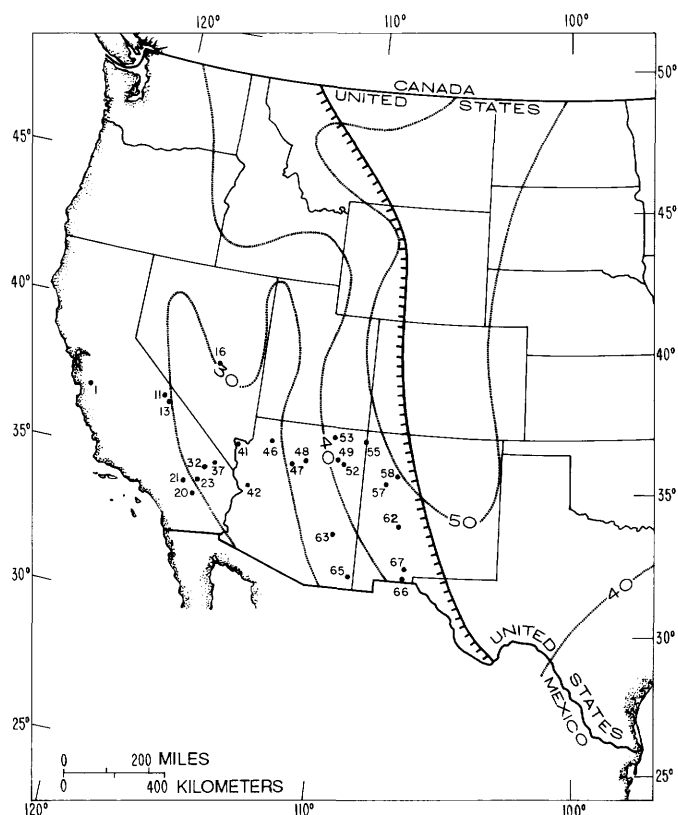 120° 110° 100°
50°
CANADA
UNITED STATES
45°
45°
40°
16
30
40°
1
11
13
35°
41 46 48 53 55
40 49
32 37 47 52 58
21 23 42 57
20
35°
50
62
63
30°
65 67
66
40
30°
UNITED STATES
MEXICO
25°
0 200 MILES
0 400 KILOMETERS
25°
120° 110° 100°